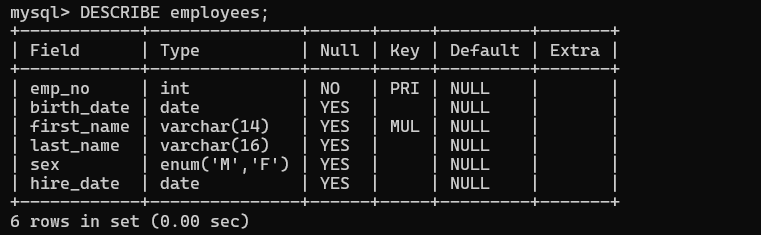 mysql> DESCRIBE employees;
+------------+---------------+------+-----+---------+-------+
| Field      | Type          | Null | Key | Default | Extra |
+------------+---------------+------+-----+---------+-------+
| emp_no     | int           | NO   | PRI | NULL    |       |
| birth_date | date          | YES  |     | NULL    |       |
| first_name | varchar(14)   | YES  | MUL | NULL    |       |
| last_name  | varchar(16)   | YES  |     | NULL    |       |
| sex        | enum('M','F') | YES  |     | NULL    |       |
| hire_date  | date          | YES  |     | NULL    |       |
+------------+---------------+------+-----+---------+-------+
6 rows in set (0.00 sec)